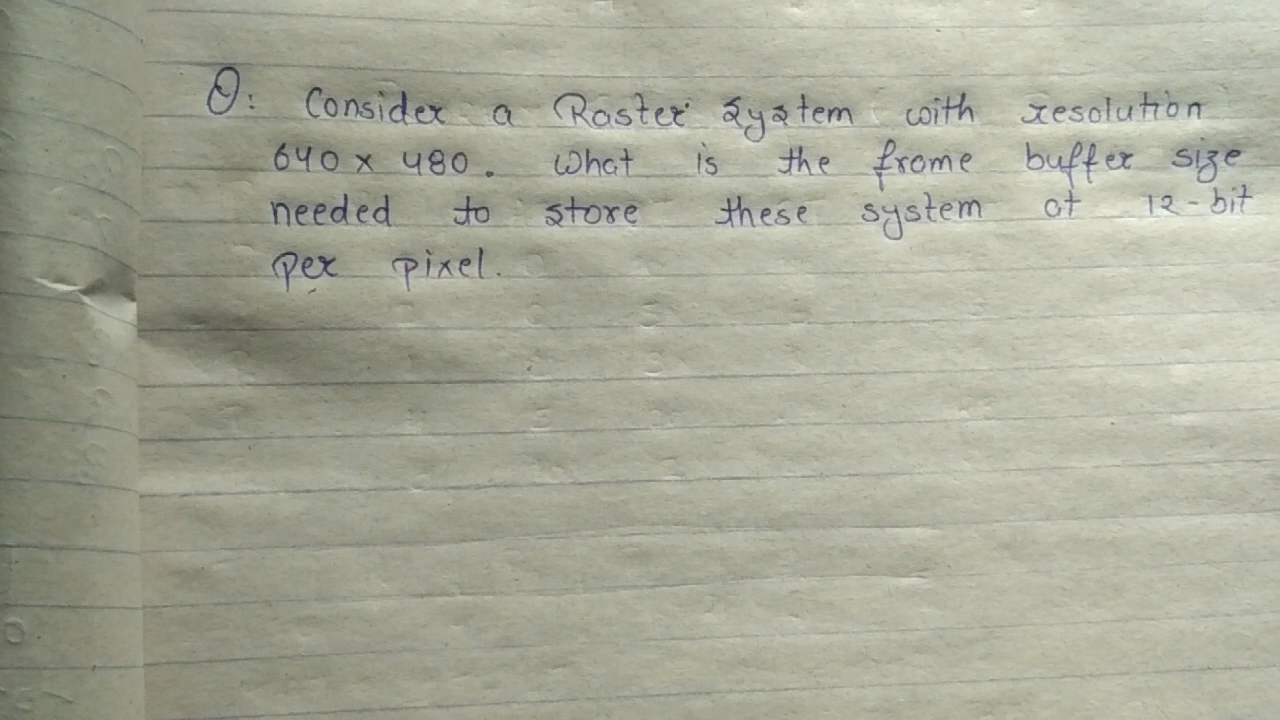 Q: Consider a Raster System with resolution
640 x 480. What is the frame buffer size
needed to store these system at 12-bit
per pixel.